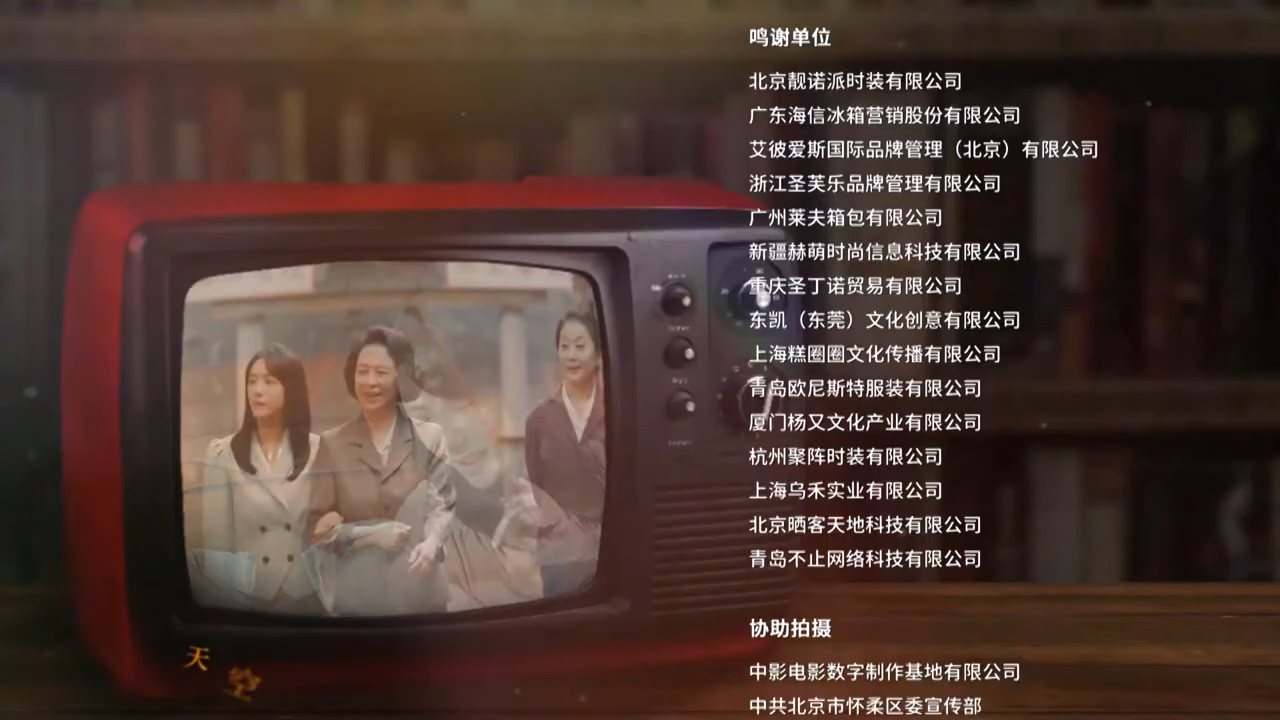 鸣谢单位
北京靓诺派时装有限公司
广东海信冰箱营销股份有限公司
艾彼爱斯国际品牌管理（北京）有限公司
浙江圣芙乐品牌管理有限公司
广州莱夫箱包有限公司
新疆赫萌时尚信息科技有限公司
重庆圣丁诺贸易有限公司
东凯（东莞）文化创意有限公司
上海糕圈圈文化传播有限公司
青岛欧尼斯特服装有限公司
厦门杨又文化产业有限公司
杭州聚阵时装有限公司
上海乌禾实业有限公司
北京晒客天地科技有限公司
青岛不止网络科技有限公司
协助拍摄
中影电影数字制作基地有限公司
中共北京市怀柔区委宣传部
天空